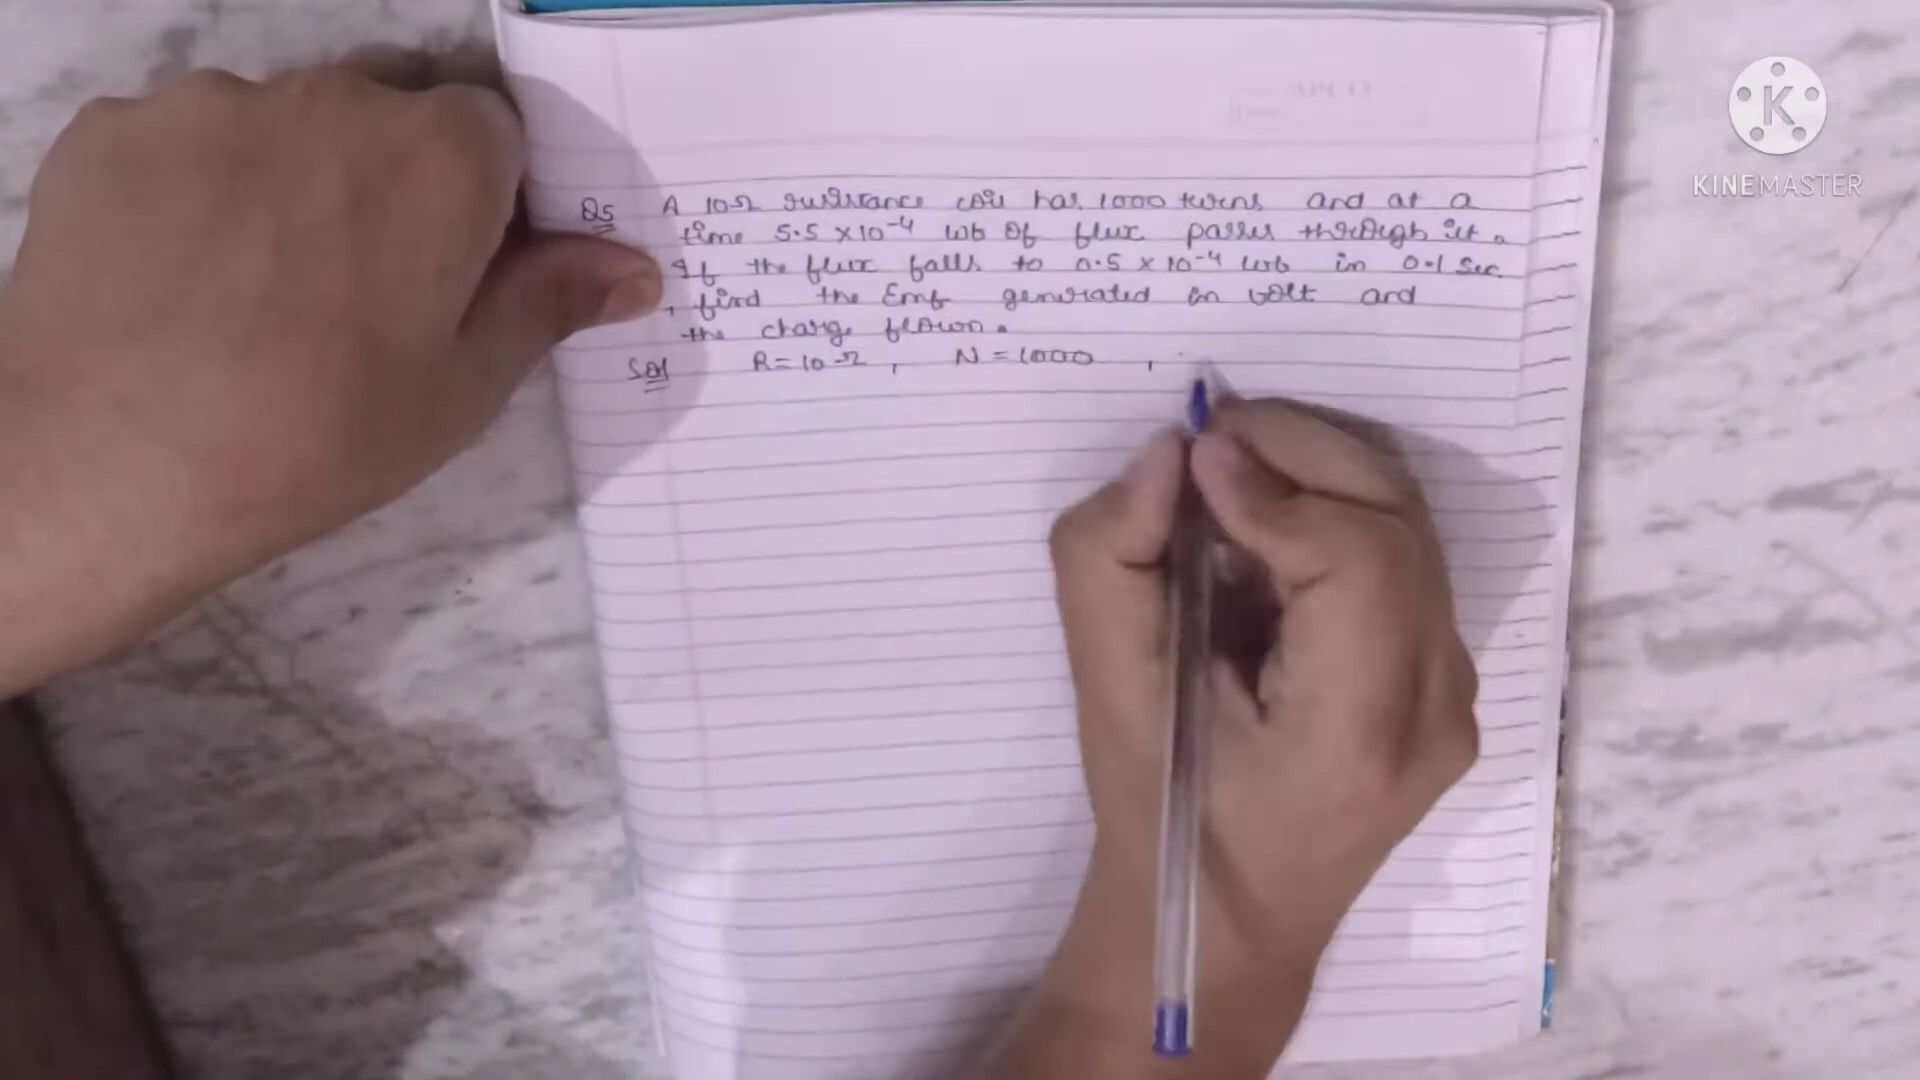 APCO
Q5 A 10Ω resistance coil has 1000 turns and at a
time 5.5 × 10⁻⁴ wb of flux passes through it.
If the flux falls to 0.5 × 10⁻⁴ wb in 0.1 sec
, find the Emf generated in volt and
the charge flown.
Sol R = 10Ω , N = 1000 ,
K
KINEMASTER